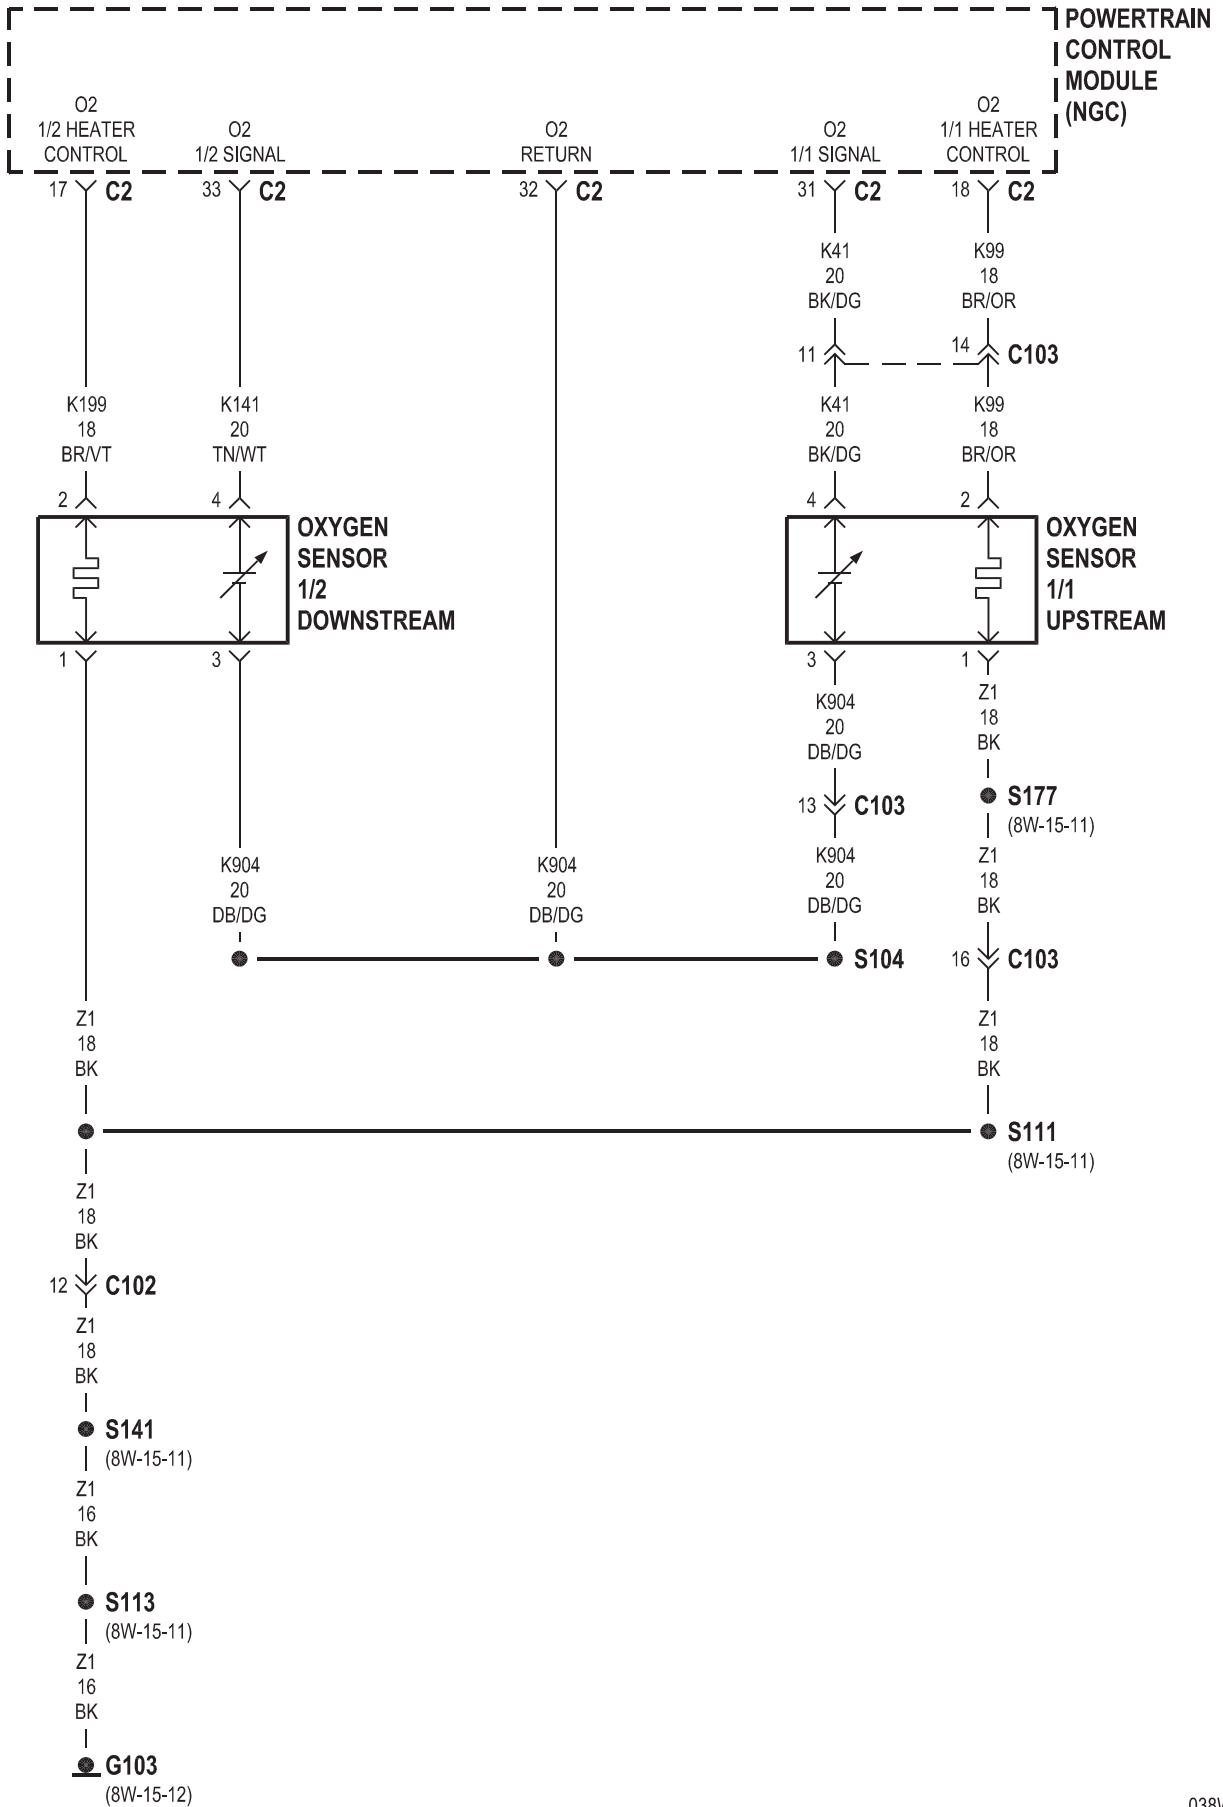 POWERTRAIN
CONTROL
MODULE
(NGC)
O2
1/2 HEATER
CONTROL
O2
1/2 SIGNAL
O2
RETURN
O2
1/1 SIGNAL
O2
1/1 HEATER
CONTROL
17 C2
33 C2
32 C2
31 C2
18 C2
K41
20
BK/DG
K99
18
BR/OR
11
14 C103
K199
18
BR/VT
K141
20
TN/WT
K41
20
BK/DG
K99
18
BR/OR
2
4
4
2
OXYGEN
SENSOR
1/2
DOWNSTREAM
OXYGEN
SENSOR
1/1
UPSTREAM
1
3
3
1
K904
20
DB/DG
Z1
18
BK
13 C103
S177
(8W-15-11)
K904
20
DB/DG
K904
20
DB/DG
K904
20
DB/DG
Z1
18
BK
S104
16 C103
Z1
18
BK
Z1
18
BK
S111
(8W-15-11)
Z1
18
BK
12 C102
Z1
18
BK
S141
(8W-15-11)
Z1
16
BK
S113
(8W-15-11)
Z1
16
BK
G103
(8W-15-12)